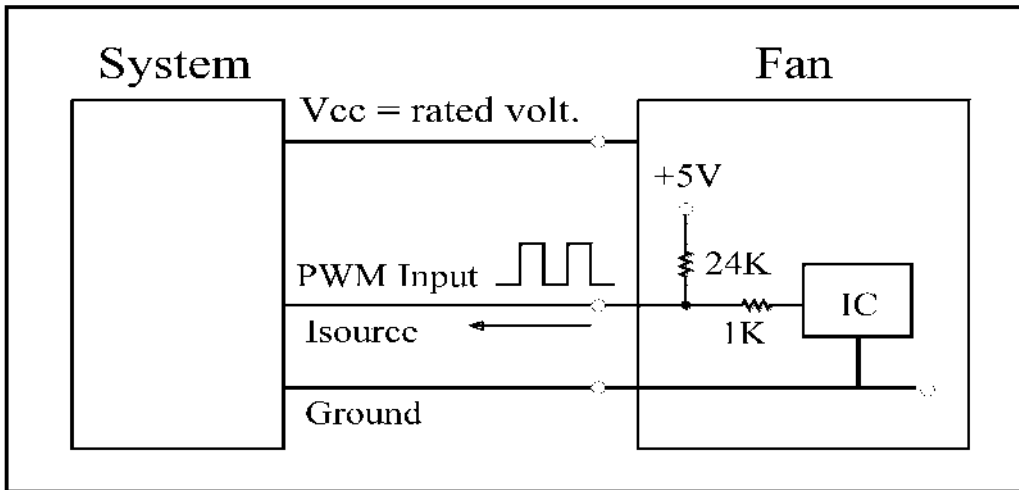 System
Fan
Vcc = rated volt.
+5V
24K
PWM Input
IC
1K
Isource
Ground